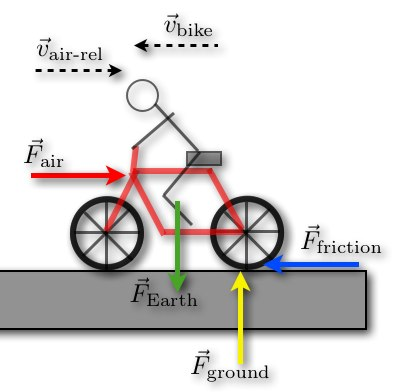 v⃗bike
v⃗air-rel
F⃗air
F⃗friction
F⃗Earth
F⃗ground